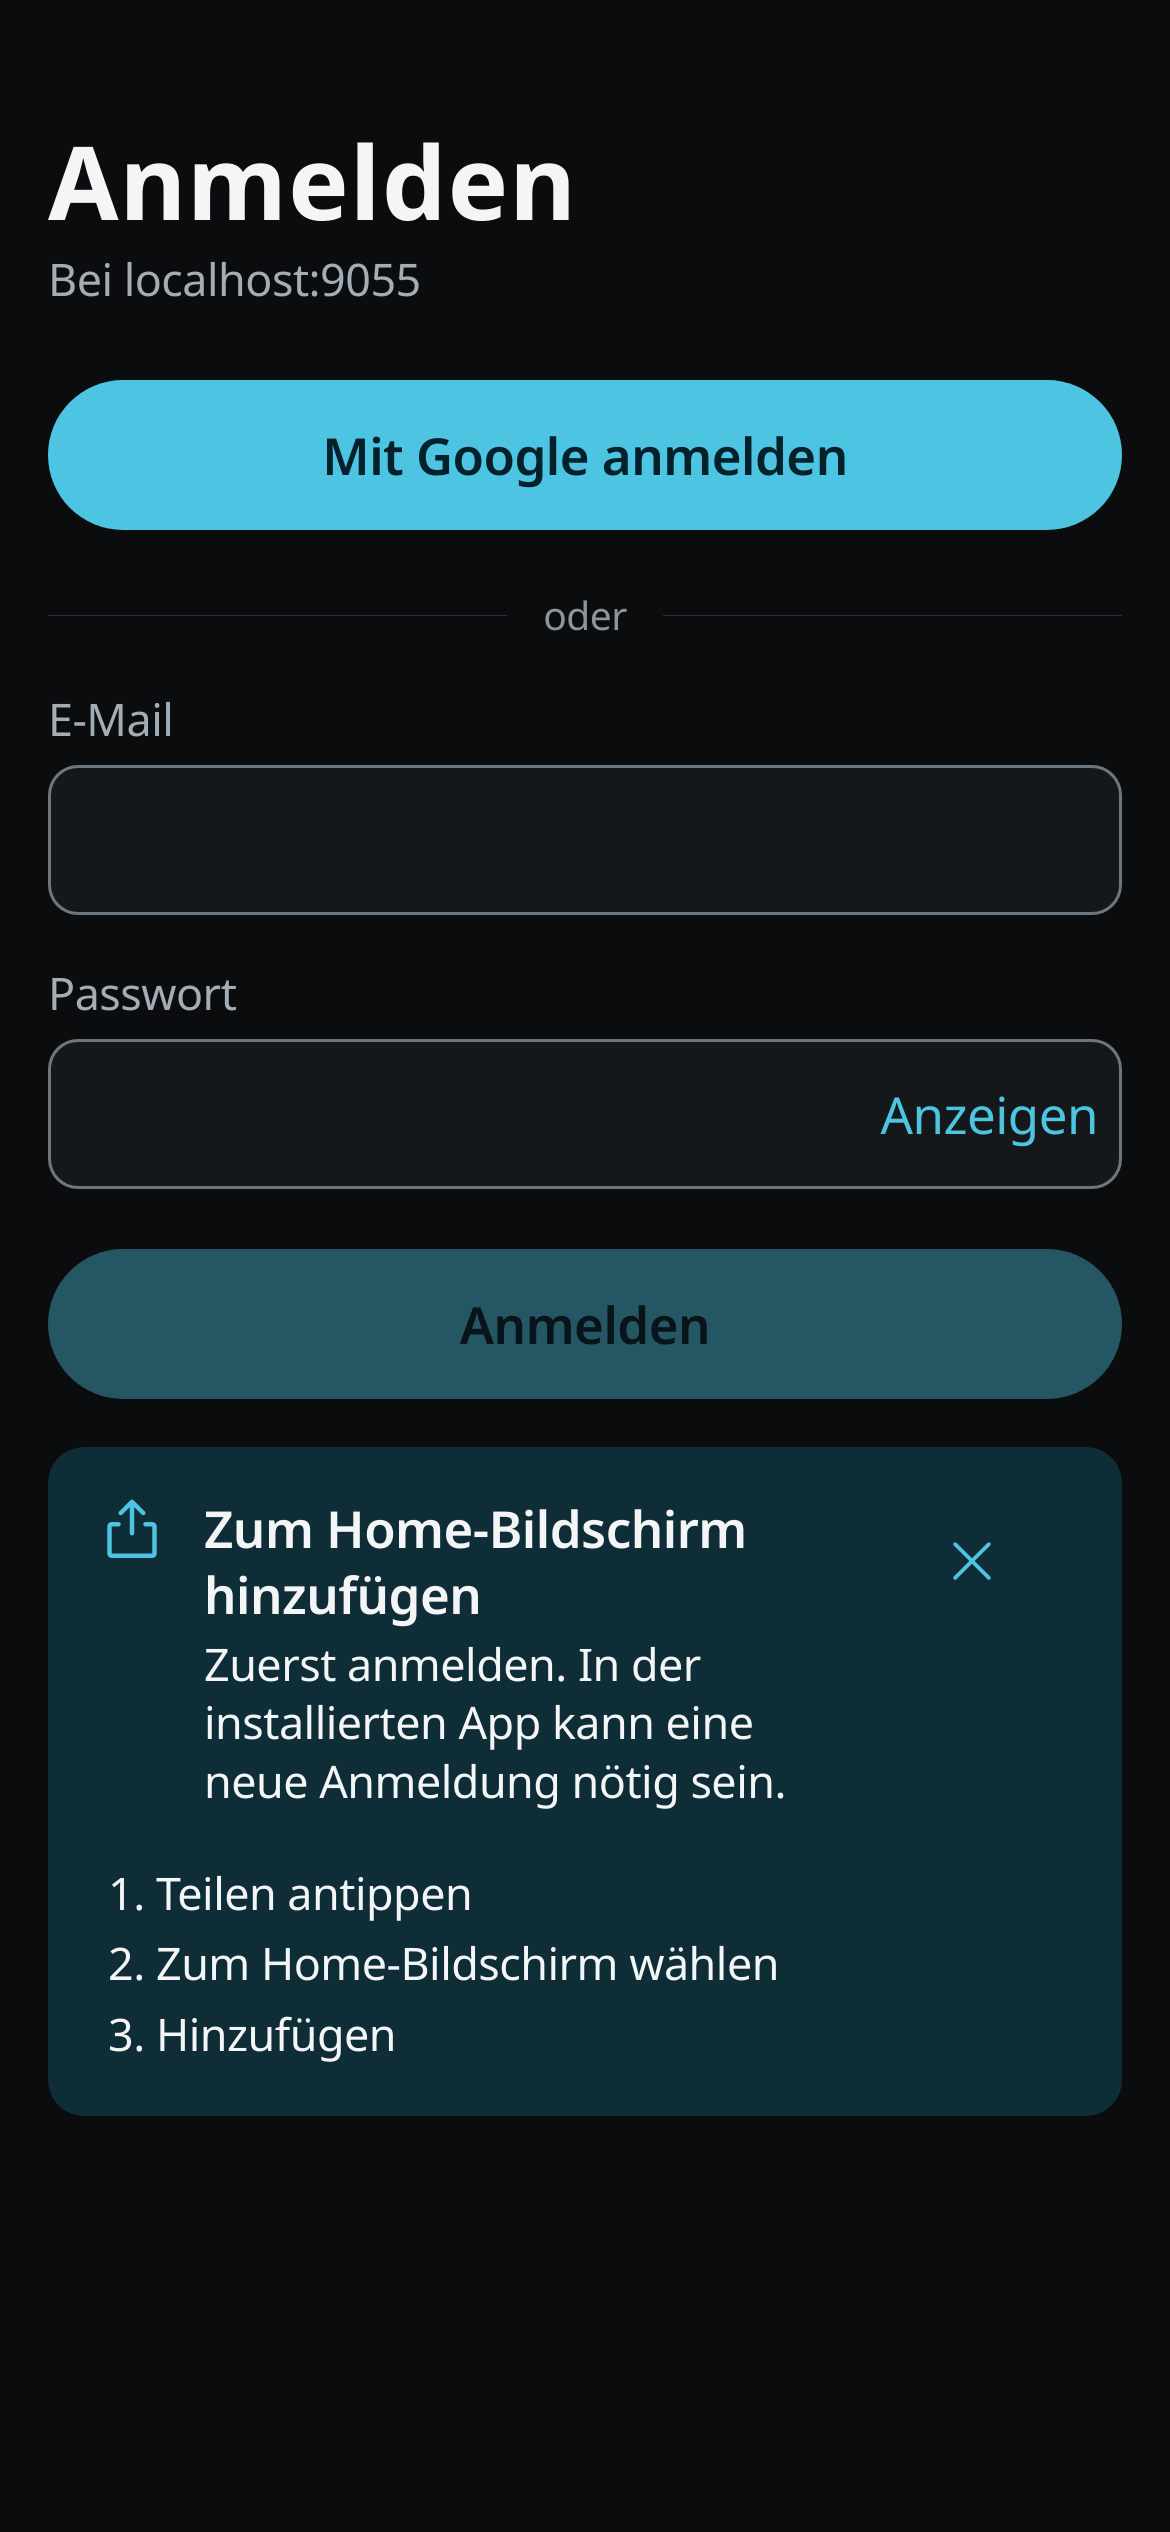 Anmelden
Bei localhost:9055
Mit Google anmelden
oder
E-Mail
Passwort
Anzeigen
Anmelden
Zum Home-Bildschirm
hinzufügen
Zuerst anmelden. In der
installierten App kann eine
neue Anmeldung nötig sein.
1. Teilen antippen
2. Zum Home-Bildschirm wählen
3. Hinzufügen